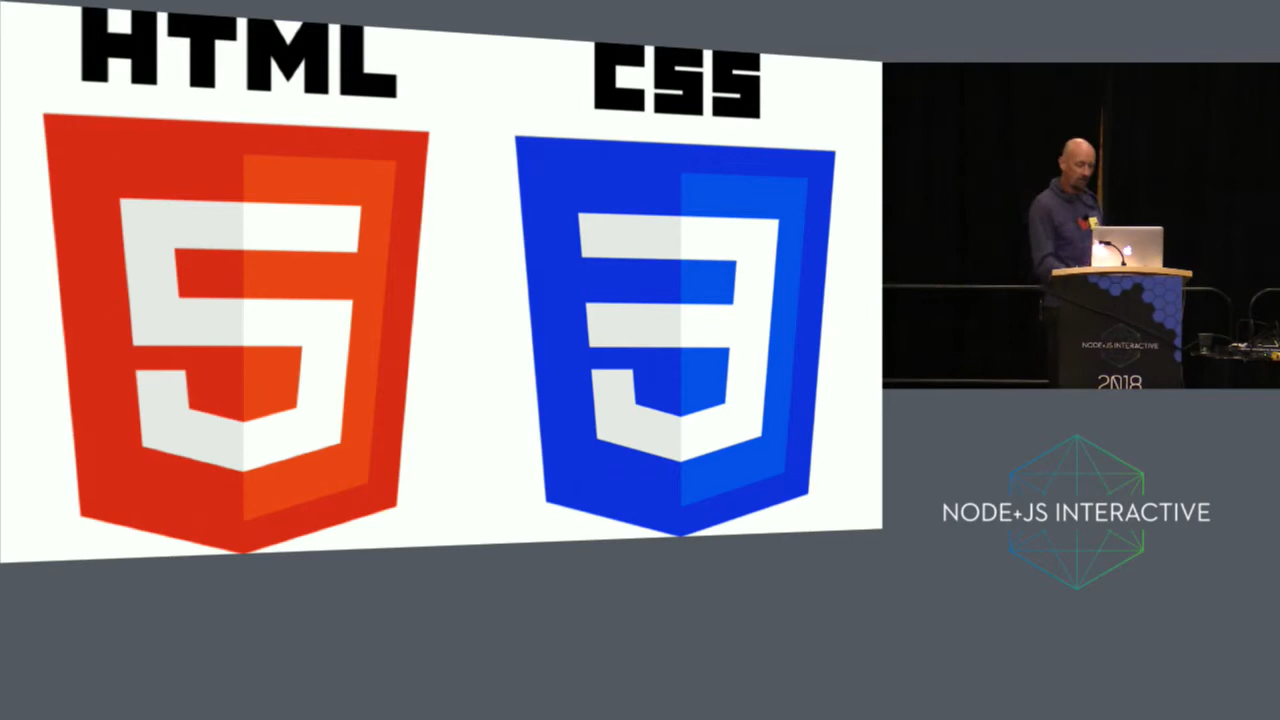 HTML
CSS
5
3
NODE+JS INTERACTIVE
2018
NODE+JS INTERACTIVE